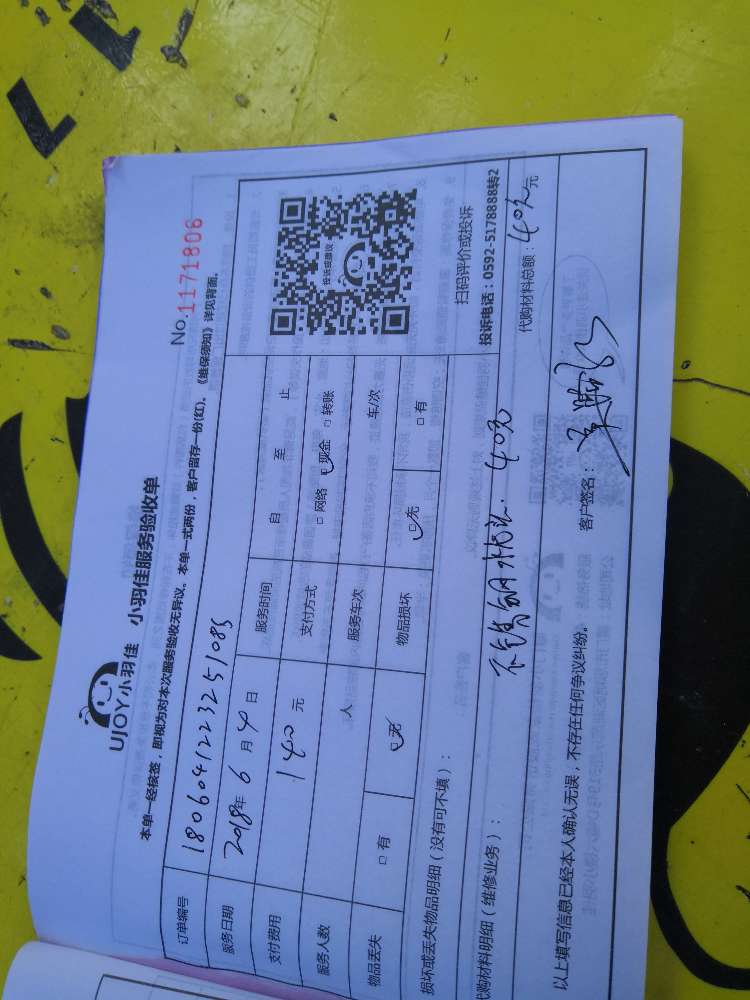 UJOY小羽佳 小羽佳服务验收单
No.1171806
本单一经核签，即视为对本次服务验收无异议。本单一式两份，客户留存一份(红)，《维保须知》详见背面。
订单编号 180604122325108S
服务日期 2018年 6 月 4 日 服务时间 自 至 止
支付费用 140 元 支付方式 □ 网络 ☑ 现金 □ 转账
服务人数 人 服务车次 车/次
物品丢失 □ 有 ☑ 无 物品损坏 ☑ 无 □ 有
投诉或建议
扫码评价或投诉
投诉电话：0592-5178888转2
损坏或丢失物品明细（没有可不填）：
代购材料明细（维修业务）： 不锈 40元
代购材料总额：40元 元
以上填写信息已经本人确认无误，不存在任何争议纠纷。
客户签名：